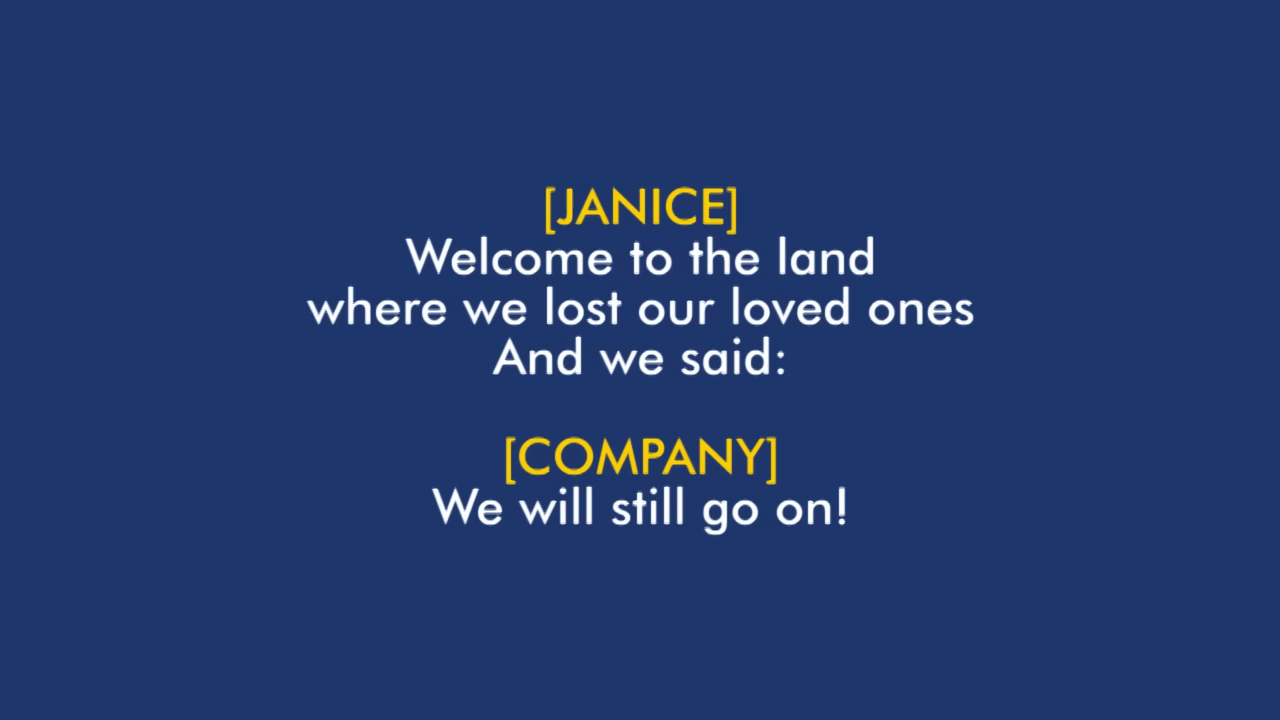 [JANICE]
Welcome to the land
where we lost our loved ones
And we said:
[COMPANY]
We will still go on!